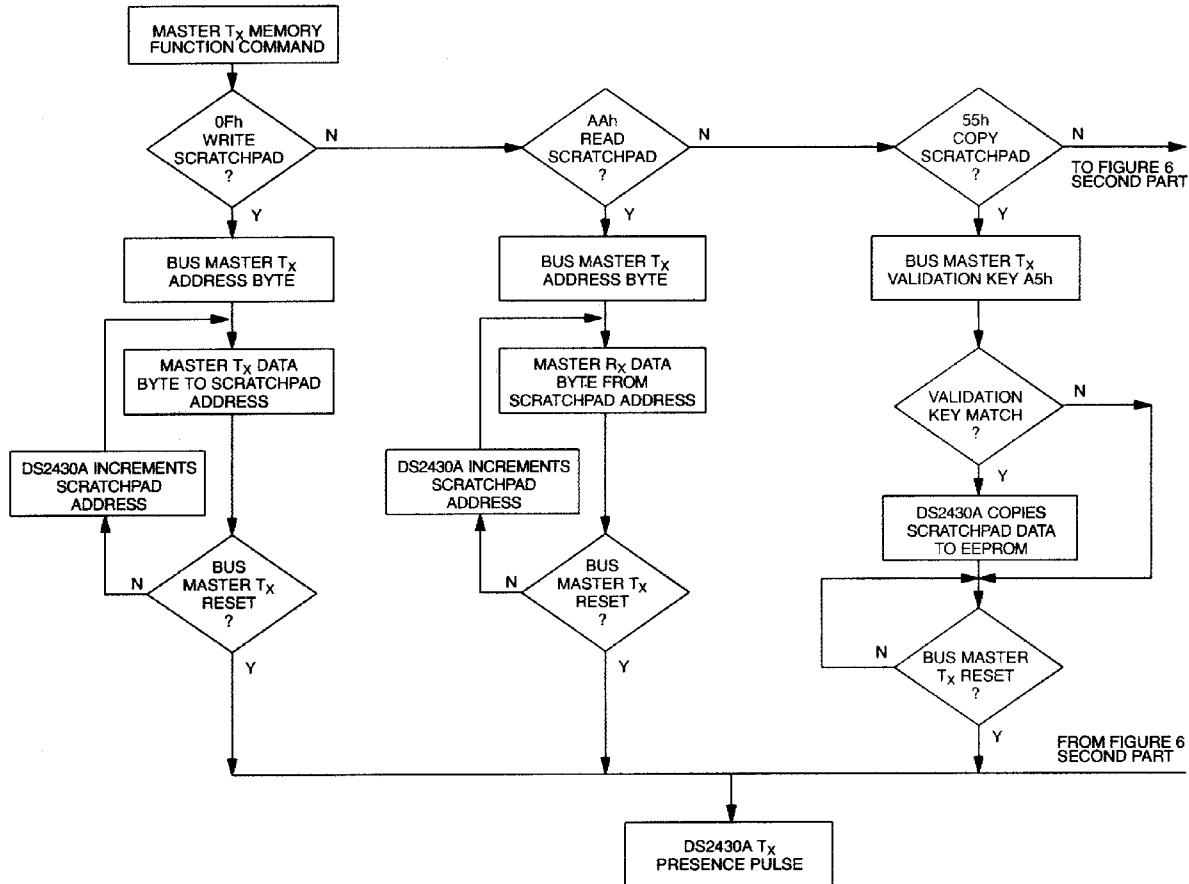 MASTER TX MEMORY
FUNCTION COMMAND
0Fh
WRITE
SCRATCHPAD
?
N
Y
AAh
READ
SCRATCHPAD
?
N
Y
55h
COPY
SCRATCHPAD
?
N
Y
TO FIGURE 6
SECOND PART
BUS MASTER TX
ADDRESS BYTE
BUS MASTER TX
ADDRESS BYTE
BUS MASTER TX
VALIDATION KEY A5h
MASTER TX DATA
BYTE TO SCRATCHPAD
ADDRESS
MASTER RX DATA
BYTE FROM
SCRATCHPAD ADDRESS
VALIDATION
KEY MATCH
?
N
Y
DS2430A INCREMENTS
SCRATCHPAD
ADDRESS
DS2430A INCREMENTS
SCRATCHPAD
ADDRESS
DS2430A COPIES
SCRATCHPAD DATA
TO EEPROM
BUS
MASTER TX
RESET
?
N
Y
BUS
MASTER TX
RESET
?
N
Y
BUS MASTER
TX RESET
?
N
Y
FROM FIGURE 6
SECOND PART
DS2430A TX
PRESENCE PULSE